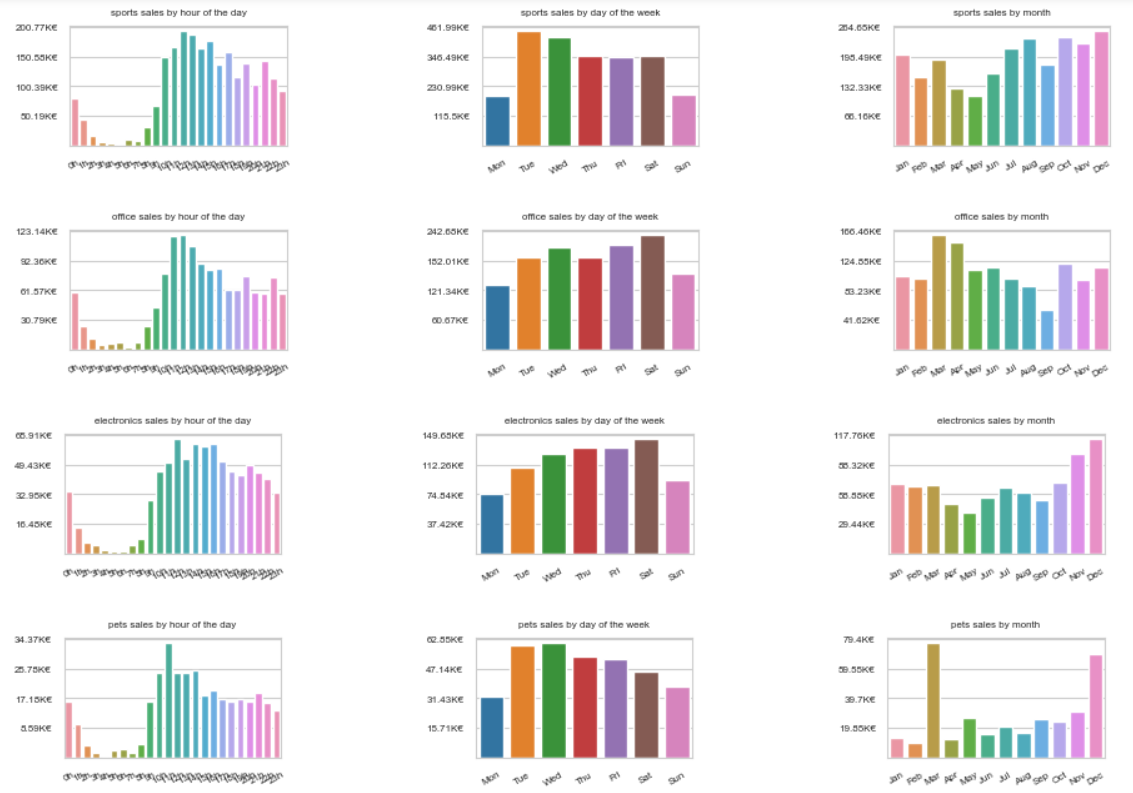 sports sales by hour of the day
200.77K€
150.58K€
100.39K€
50.19K€
sports sales by day of the week
461.99K€
346.49K€
230.99K€
115.5K€
Mon Tue Wed Thu Fri Sat Sun
sports sales by month
264.65K€
198.49K€
132.33K€
66.16K€
Jan Feb Mar Apr May Jun Jul Aug Sep Oct Nov Dec
office sales by hour of the day
123.14K€
92.36K€
61.57K€
30.79K€
office sales by day of the week
242.68K€
182.01K€
121.34K€
60.67K€
Mon Tue Wed Thu Fri Sat Sun
office sales by month
166.46K€
124.85K€
83.23K€
41.62K€
Jan Feb Mar Apr May Jun Jul Aug Sep Oct Nov Dec
electronics sales by hour of the day
65.91K€
49.43K€
32.95K€
16.48K€
electronics sales by day of the week
149.68K€
112.26K€
74.84K€
37.42K€
Mon Tue Wed Thu Fri Sat Sun
electronics sales by month
117.76K€
88.32K€
58.88K€
29.44K€
Jan Feb Mar Apr May Jun Jul Aug Sep Oct Nov Dec
pets sales by hour of the day
34.37K€
25.78K€
17.18K€
8.59K€
pets sales by day of the week
62.85K€
47.14K€
31.43K€
15.71K€
Mon Tue Wed Thu Fri Sat Sun
pets sales by month
79.4K€
59.55K€
39.7K€
19.85K€
Jan Feb Mar Apr May Jun Jul Aug Sep Oct Nov Dec